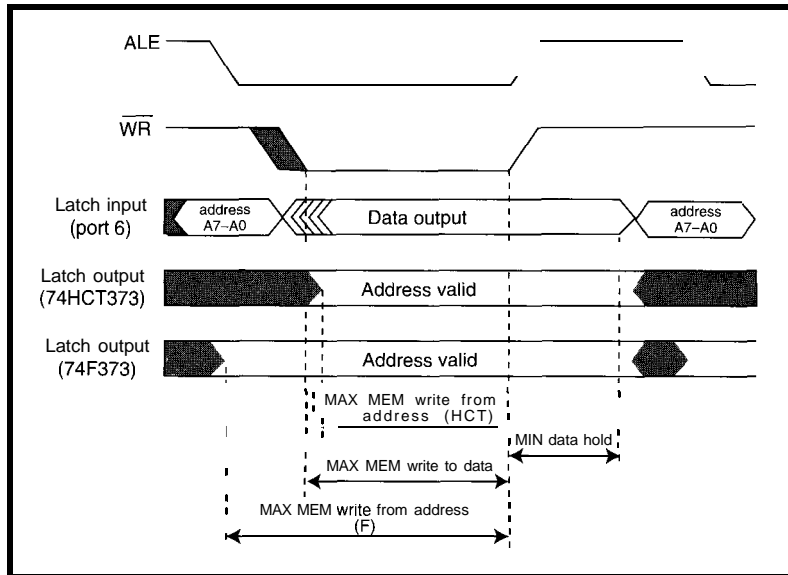 ALE
WR
Latch input
(port 6)
address
A7–A0
Data output
address
A7–A0
Latch output
(74HCT373)
Address valid
Latch output
(74F373)
Address valid
MAX MEM write from
address (HCT)
MIN data hold
MAX MEM write to data
MAX MEM write from address
(F)